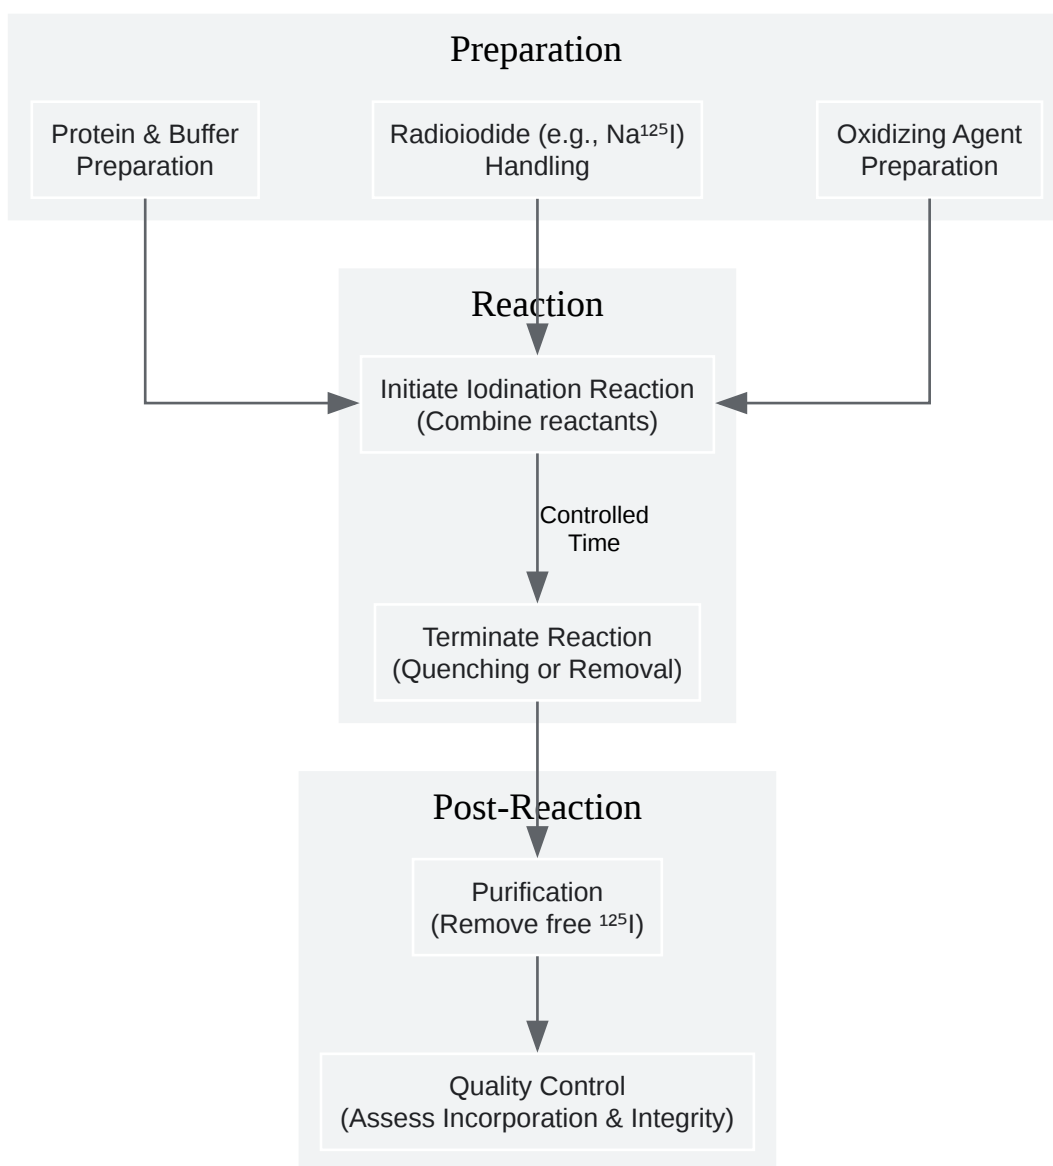 Preparation
Protein & Buffer
Preparation
Radioiodide (e.g., Na¹²⁵I)
Handling
Oxidizing Agent
Preparation
Reaction
Initiate Iodination Reaction
(Combine reactants)
Controlled
Time
Terminate Reaction
(Quenching or Removal)
Post-Reaction
Purification
(Remove free ¹²⁵I)
Quality Control
(Assess Incorporation & Integrity)